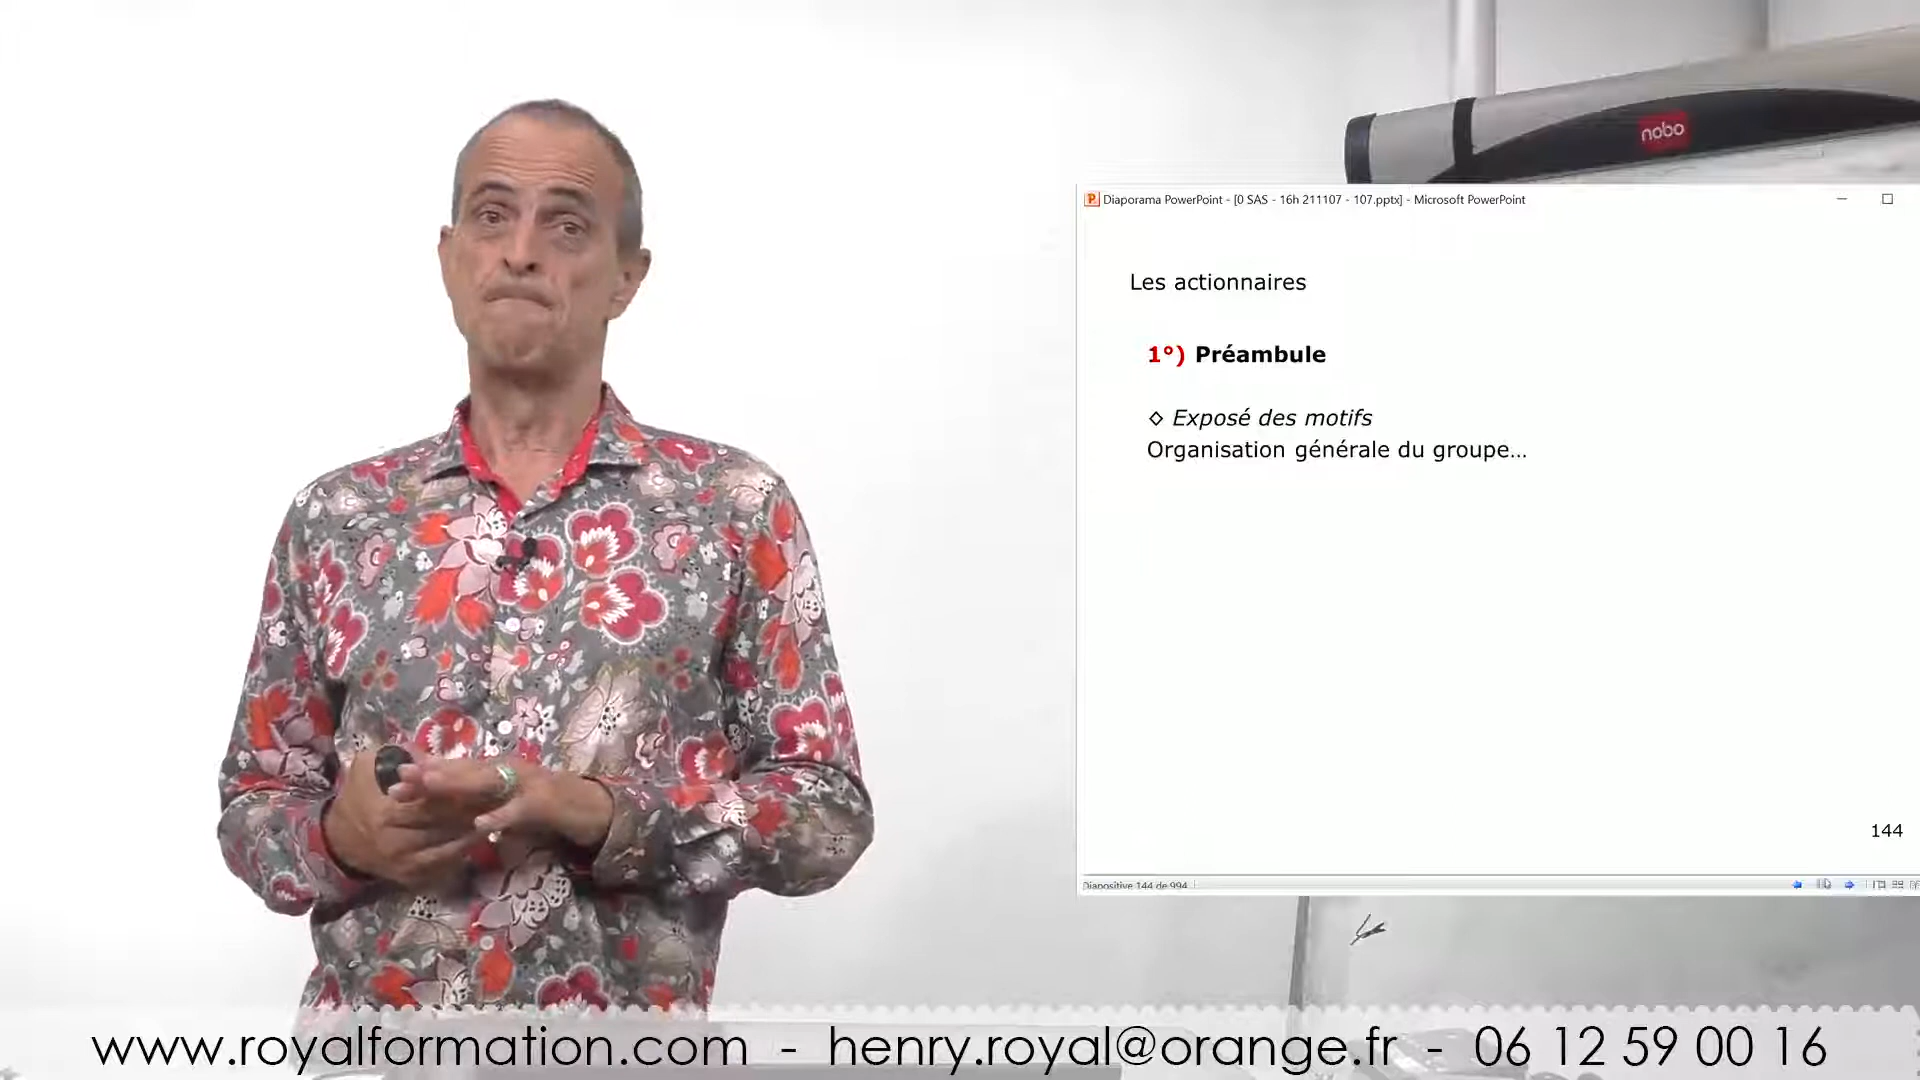 nobo
Diaporama PowerPoint - [0 SAS - 16h 211107 - 107.pptx] - Microsoft PowerPoint
Les actionnaires
1°) Préambule
◇ Exposé des motifs
Organisation générale du groupe...
144
Diapositive 144 de 994
www.royalformation.com - henry.royal@orange.fr - 06 12 59 00 16